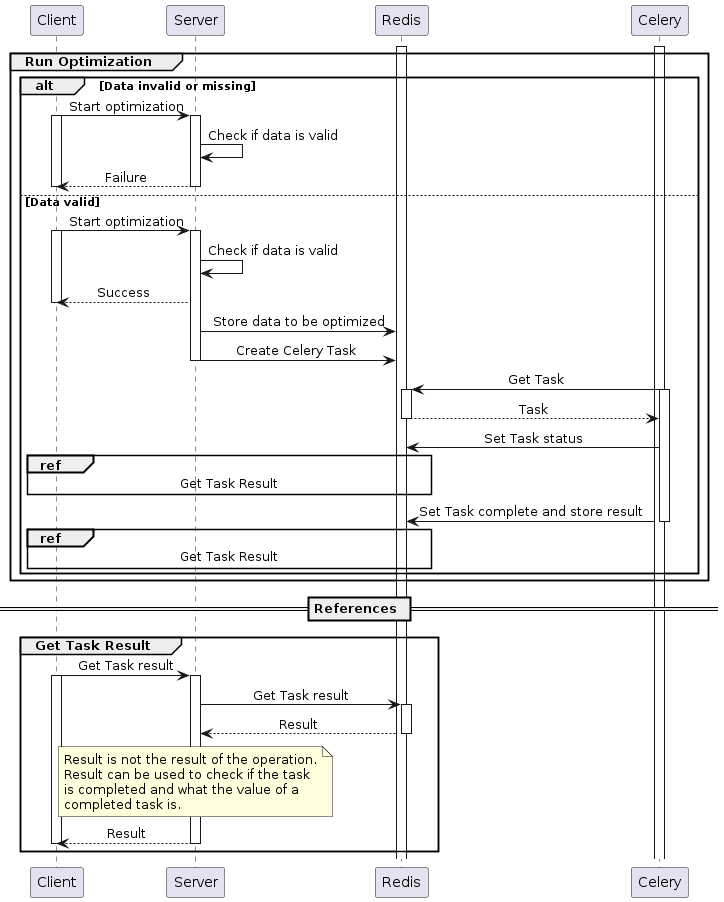 Client Server Redis Celery
Run Optimization
alt [Data invalid or missing]
Start optimization
Check if data is valid
Failure
[Data valid]
Start optimization
Check if data is valid
Success
Store data to be optimized
Create Celery Task
Get Task
Task
Set Task status
ref
Get Task Result
Set Task complete and store result
ref
Get Task Result
References
Get Task Result
Get Task result
Get Task result
Result
Result is not the result of the operation.
Result can be used to check if the task
is completed and what the value of a
completed task is.
Result
Client Server Redis Celery